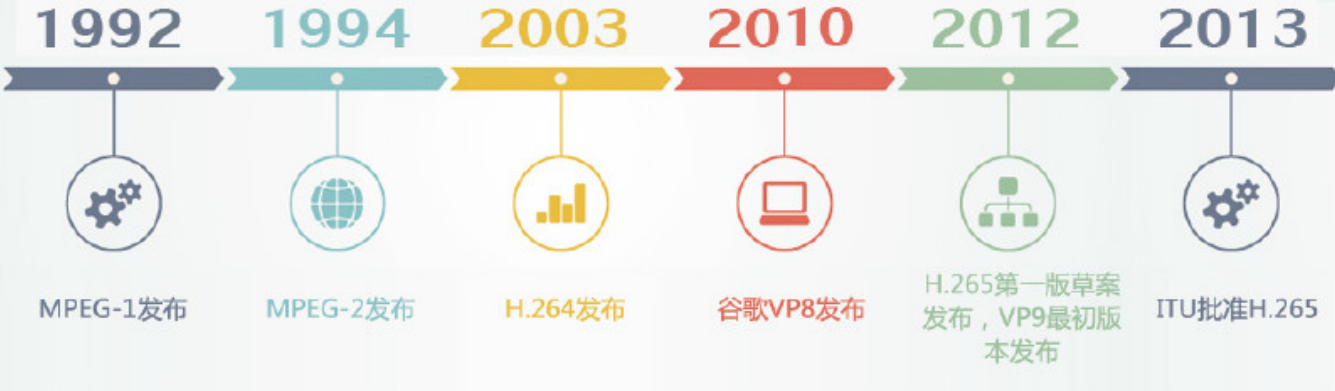 1992
1994
2003
2010
2012
2013
MPEG-1发布
MPEG-2发布
H.264发布
谷歌VP8发布
H.265第一版草案
发布，VP9最初版
本发布
ITU批准H.265